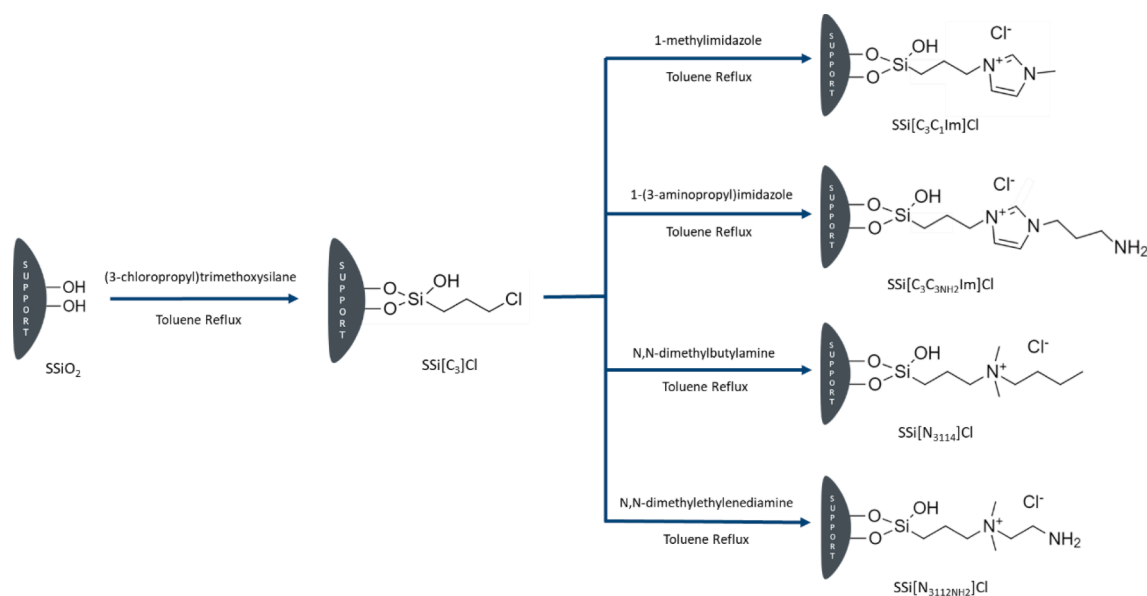 SUPPORT
OH
OH
SSiO₂
(3-chloropropyl)trimethoxysilane
Toluene Reflux
SUPPORT
O
O
Si
OH
Cl
SSi[C₃]Cl
1-methylimidazole
Toluene Reflux
SUPPORT
O
O
Si
OH
N⁺
N
Cl⁻
SSi[C₃C₁Im]Cl
1-(3-aminopropyl)imidazole
Toluene Reflux
SUPPORT
O
O
Si
OH
N⁺
N
Cl⁻
NH₂
SSi[C₃C₃NH₂Im]Cl
N,N-dimethylbutylamine
Toluene Reflux
SUPPORT
O
O
Si
OH
N⁺
Cl⁻
SSi[N₃₁₁₄]Cl
N,N-dimethylethylenediamine
Toluene Reflux
SUPPORT
O
O
Si
OH
N⁺
Cl⁻
NH₂
SSi[N₃₁₁₂NH₂]Cl